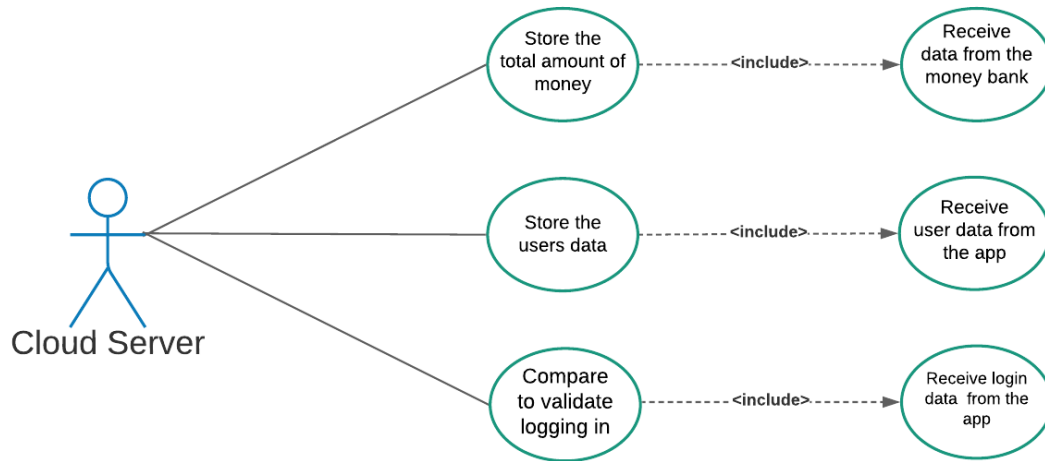 Store the
total amount of
money
<include>
Receive
data from the
money bank
Store the
users data
<include>
Receive
user data from
the app
Cloud Server
Compare
to validate
logging in
<include>
Receive login
data from the
app